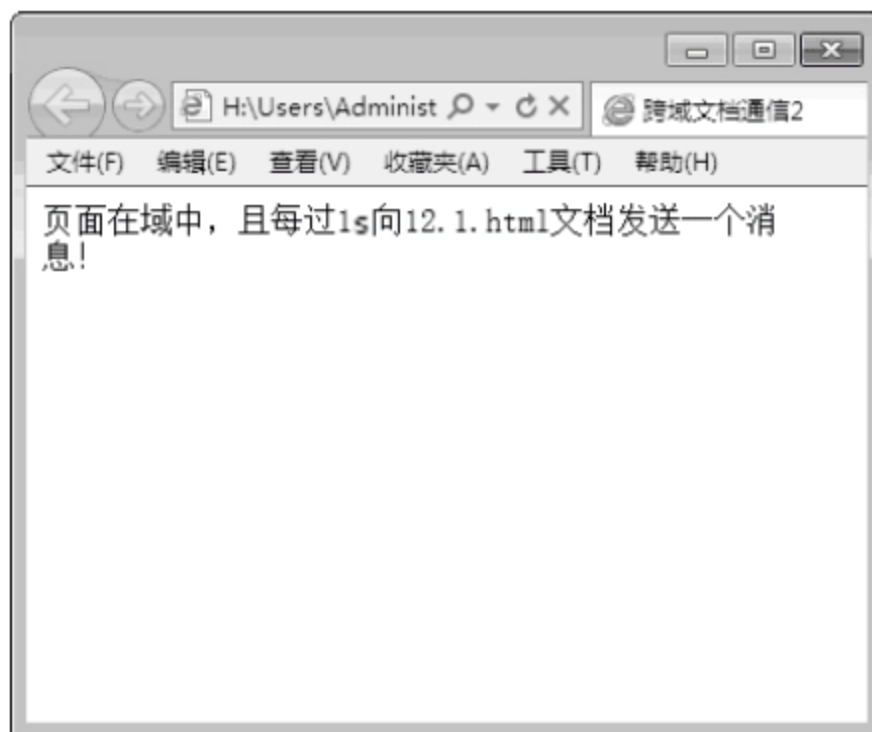 H:\Users\Administ
跨域文档通信2
文件(F) 编辑(E) 查看(V) 收藏夹(A) 工具(T) 帮助(H)
页面在域中，且每过1s向12.1.html文档发送一个消
息!